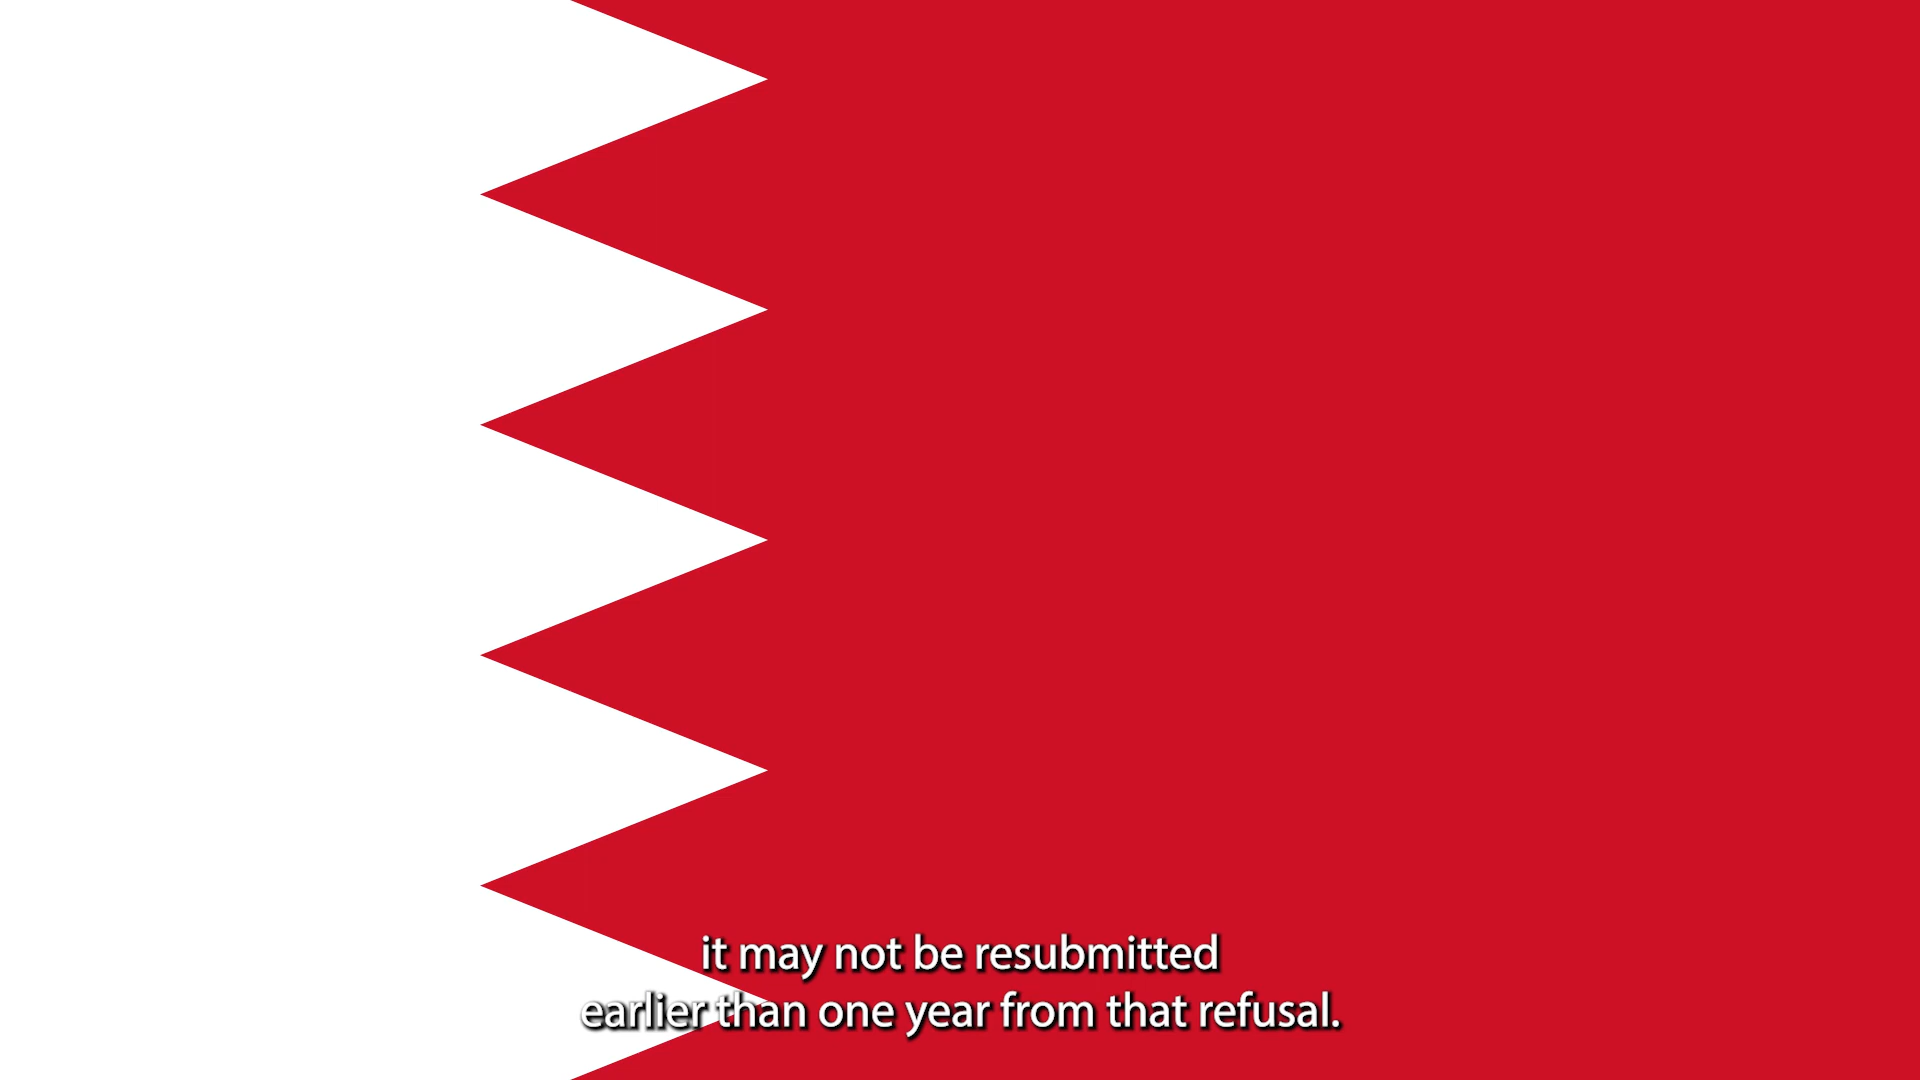 it may not be resubmitted
earlier than one year from that refusal.